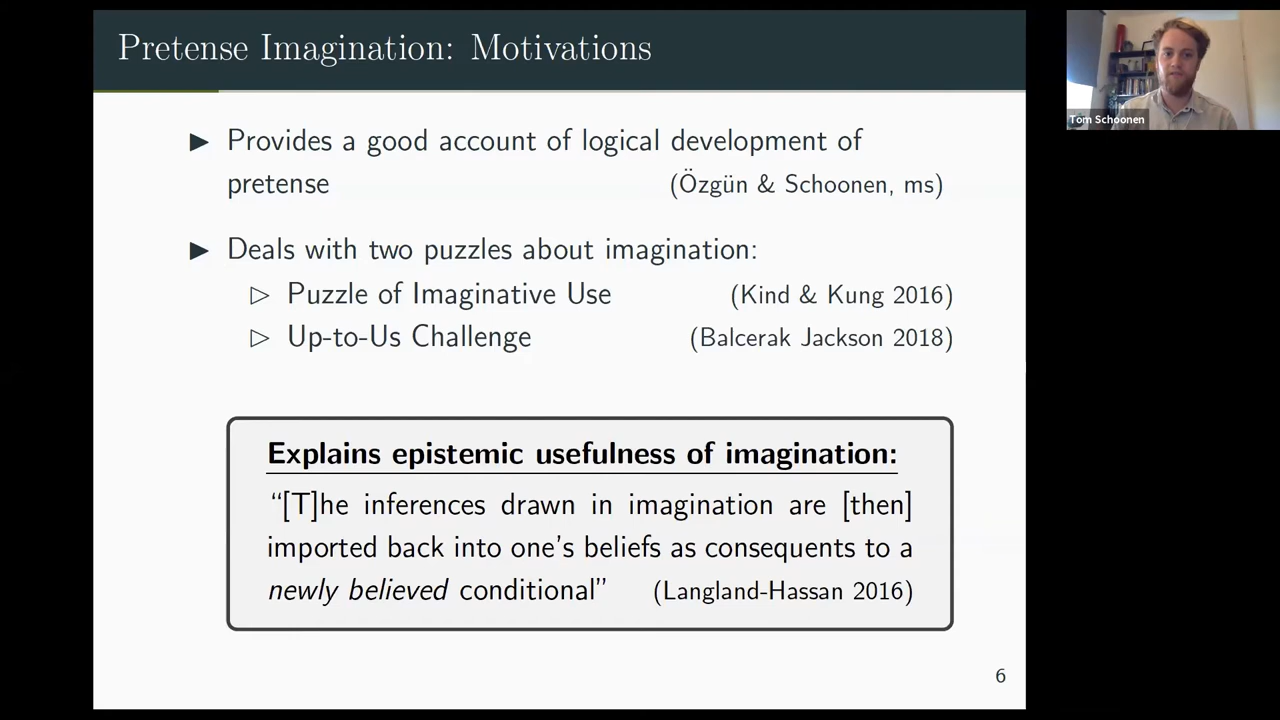 Pretense Imagination: Motivations
▶ Provides a good account of logical development of
pretense (Özgün & Schoonen, ms)
▶ Deals with two puzzles about imagination:
▷ Puzzle of Imaginative Use (Kind & Kung 2016)
▷ Up-to-Us Challenge (Balcerak Jackson 2018)
Explains epistemic usefulness of imagination:
“[T]he inferences drawn in imagination are [then]
imported back into one’s beliefs as consequents to a
newly believed conditional” (Langland-Hassan 2016)
6
Tom Schoonen